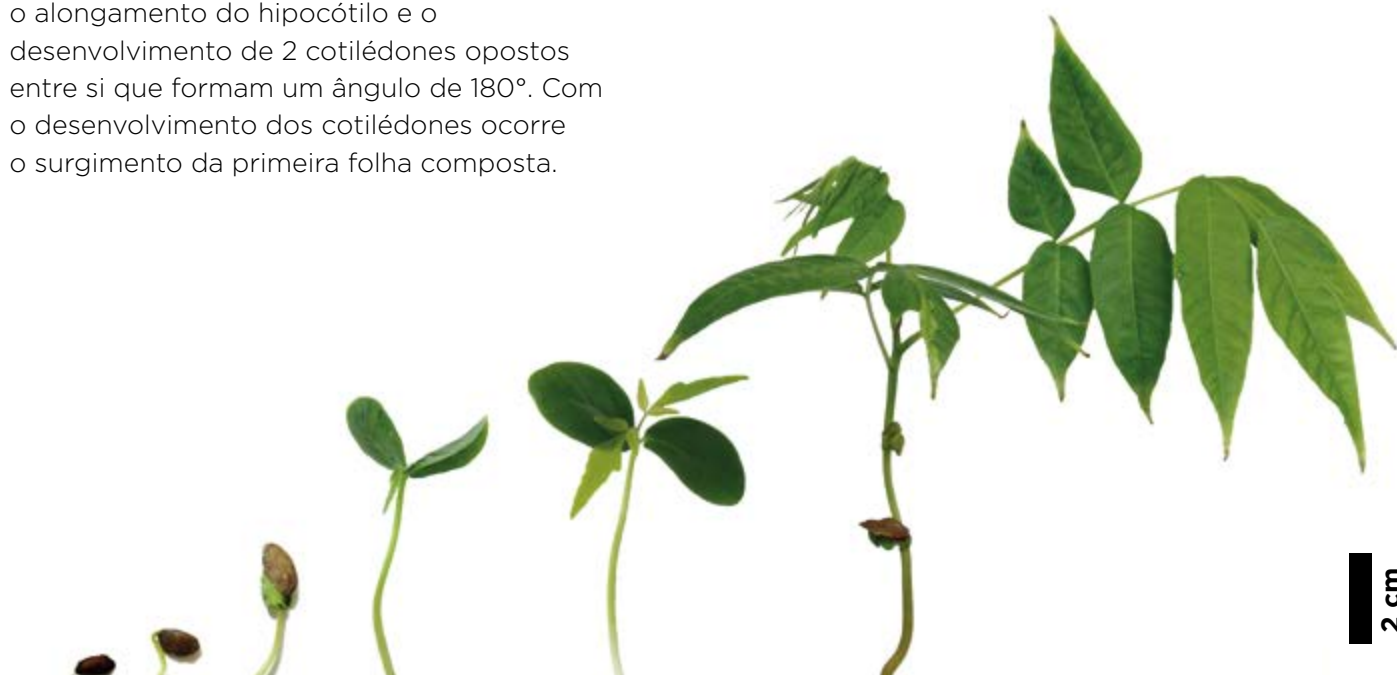 o alongamento do hipocótilo e o
desenvolvimento de 2 cotilédones opostos
entre si que formam um ângulo de 180°. Com
o desenvolvimento dos cotilédones ocorre
o surgimento da primeira folha composta.
2 cm